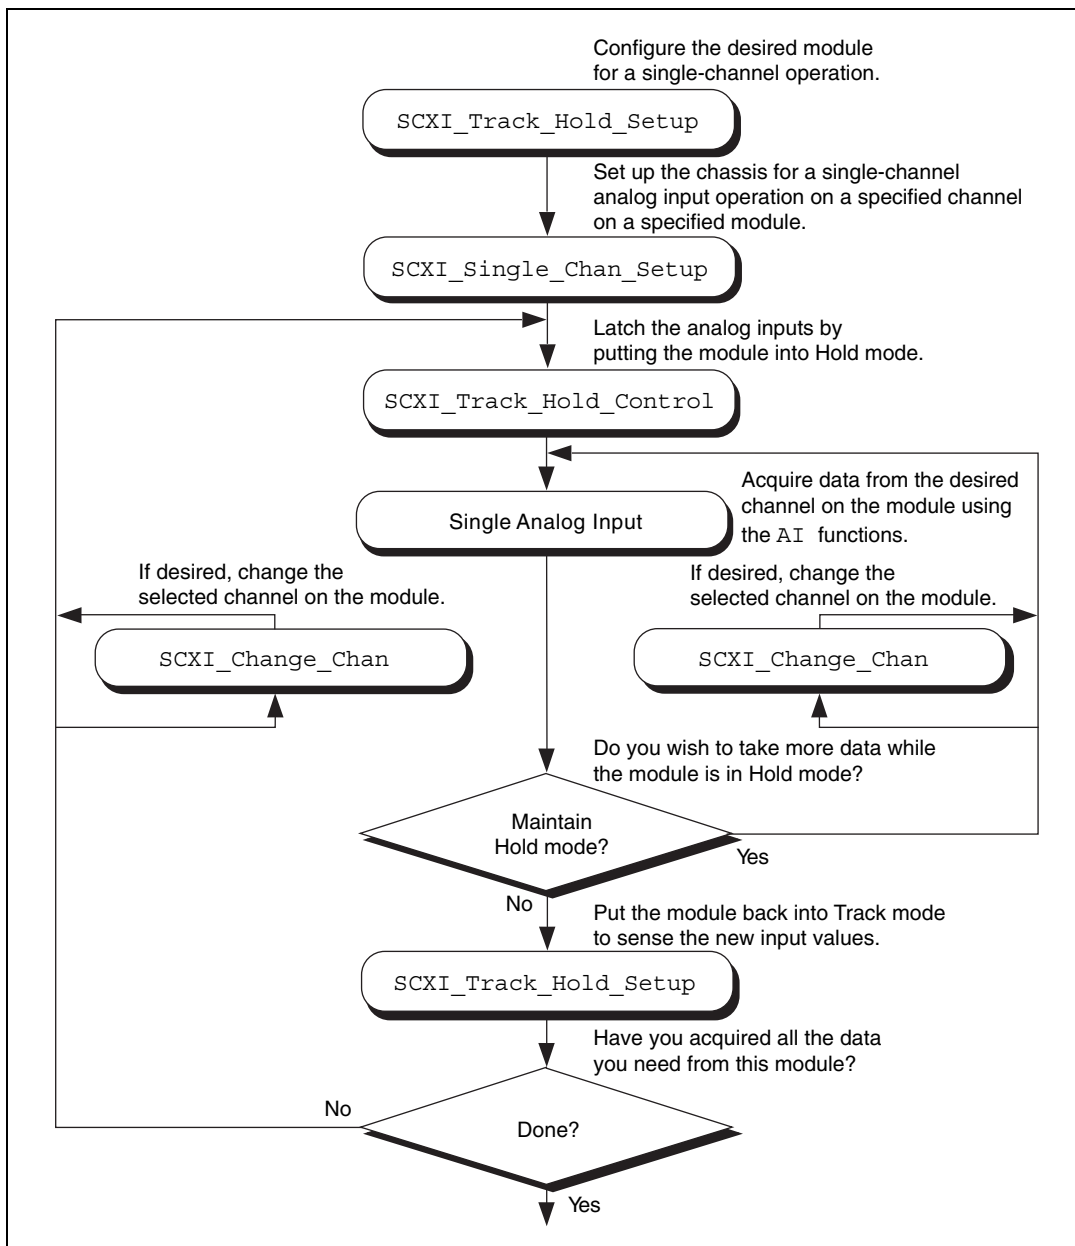 Configure the desired module
for a single-channel operation.
SCXI_Track_Hold_Setup
Set up the chassis for a single-channel
analog input operation on a specified channel
on a specified module.
SCXI_Single_Chan_Setup
Latch the analog inputs by
putting the module into Hold mode.
SCXI_Track_Hold_Control
Acquire data from the desired
channel on the module using
the AI functions.
Single Analog Input
If desired, change the
selected channel on the module.
SCXI_Change_Chan
If desired, change the
selected channel on the module.
SCXI_Change_Chan
Do you wish to take more data while
the module is in Hold mode?
Maintain
Hold mode?
Yes
No
Put the module back into Track mode
to sense the new input values.
SCXI_Track_Hold_Setup
Have you acquired all the data
you need from this module?
No
Done?
Yes